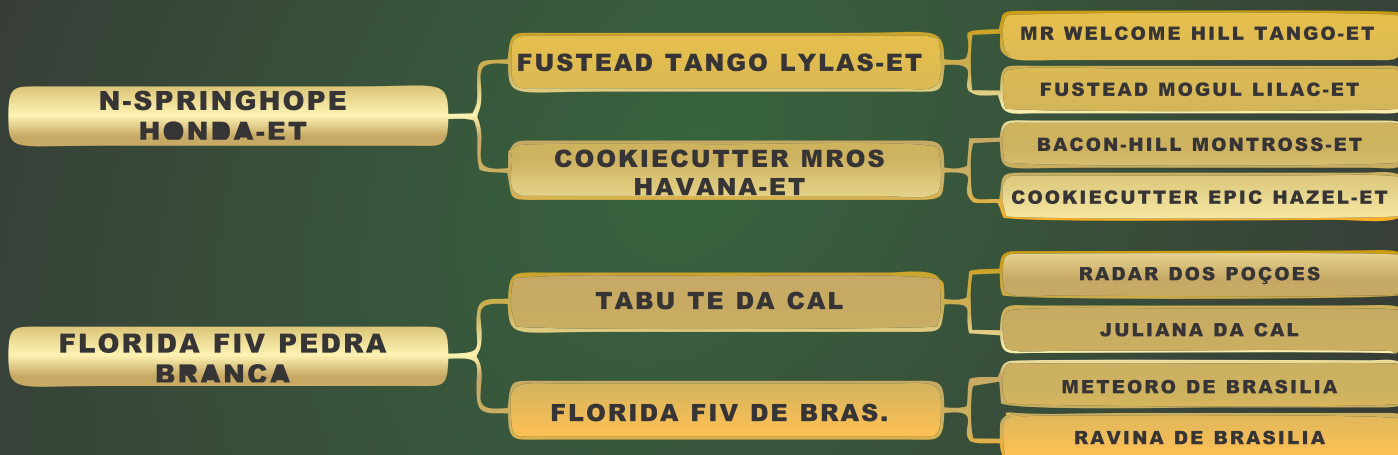 N-SPRINGHOPE
HONDA-ET
FUSTEAD TANGO LYLAS-ET
COOKIECUTTER MROS
HAVANA-ET
MR WELCOME HILL TANGO-ET
FUSTEAD MOGUL LILAC-ET
BACON-HILL MONTROSS-ET
COOKIECUTTER EPIC HAZEL-ET
FLORIDA FIV PEDRA
BRANCA
TABU TE DA CAL
FLORIDA FIV DE BRAS.
RADAR DOS POÇOES
JULIANA DA CAL
METEORO DE BRASILIA
RAVINA DE BRASILIA